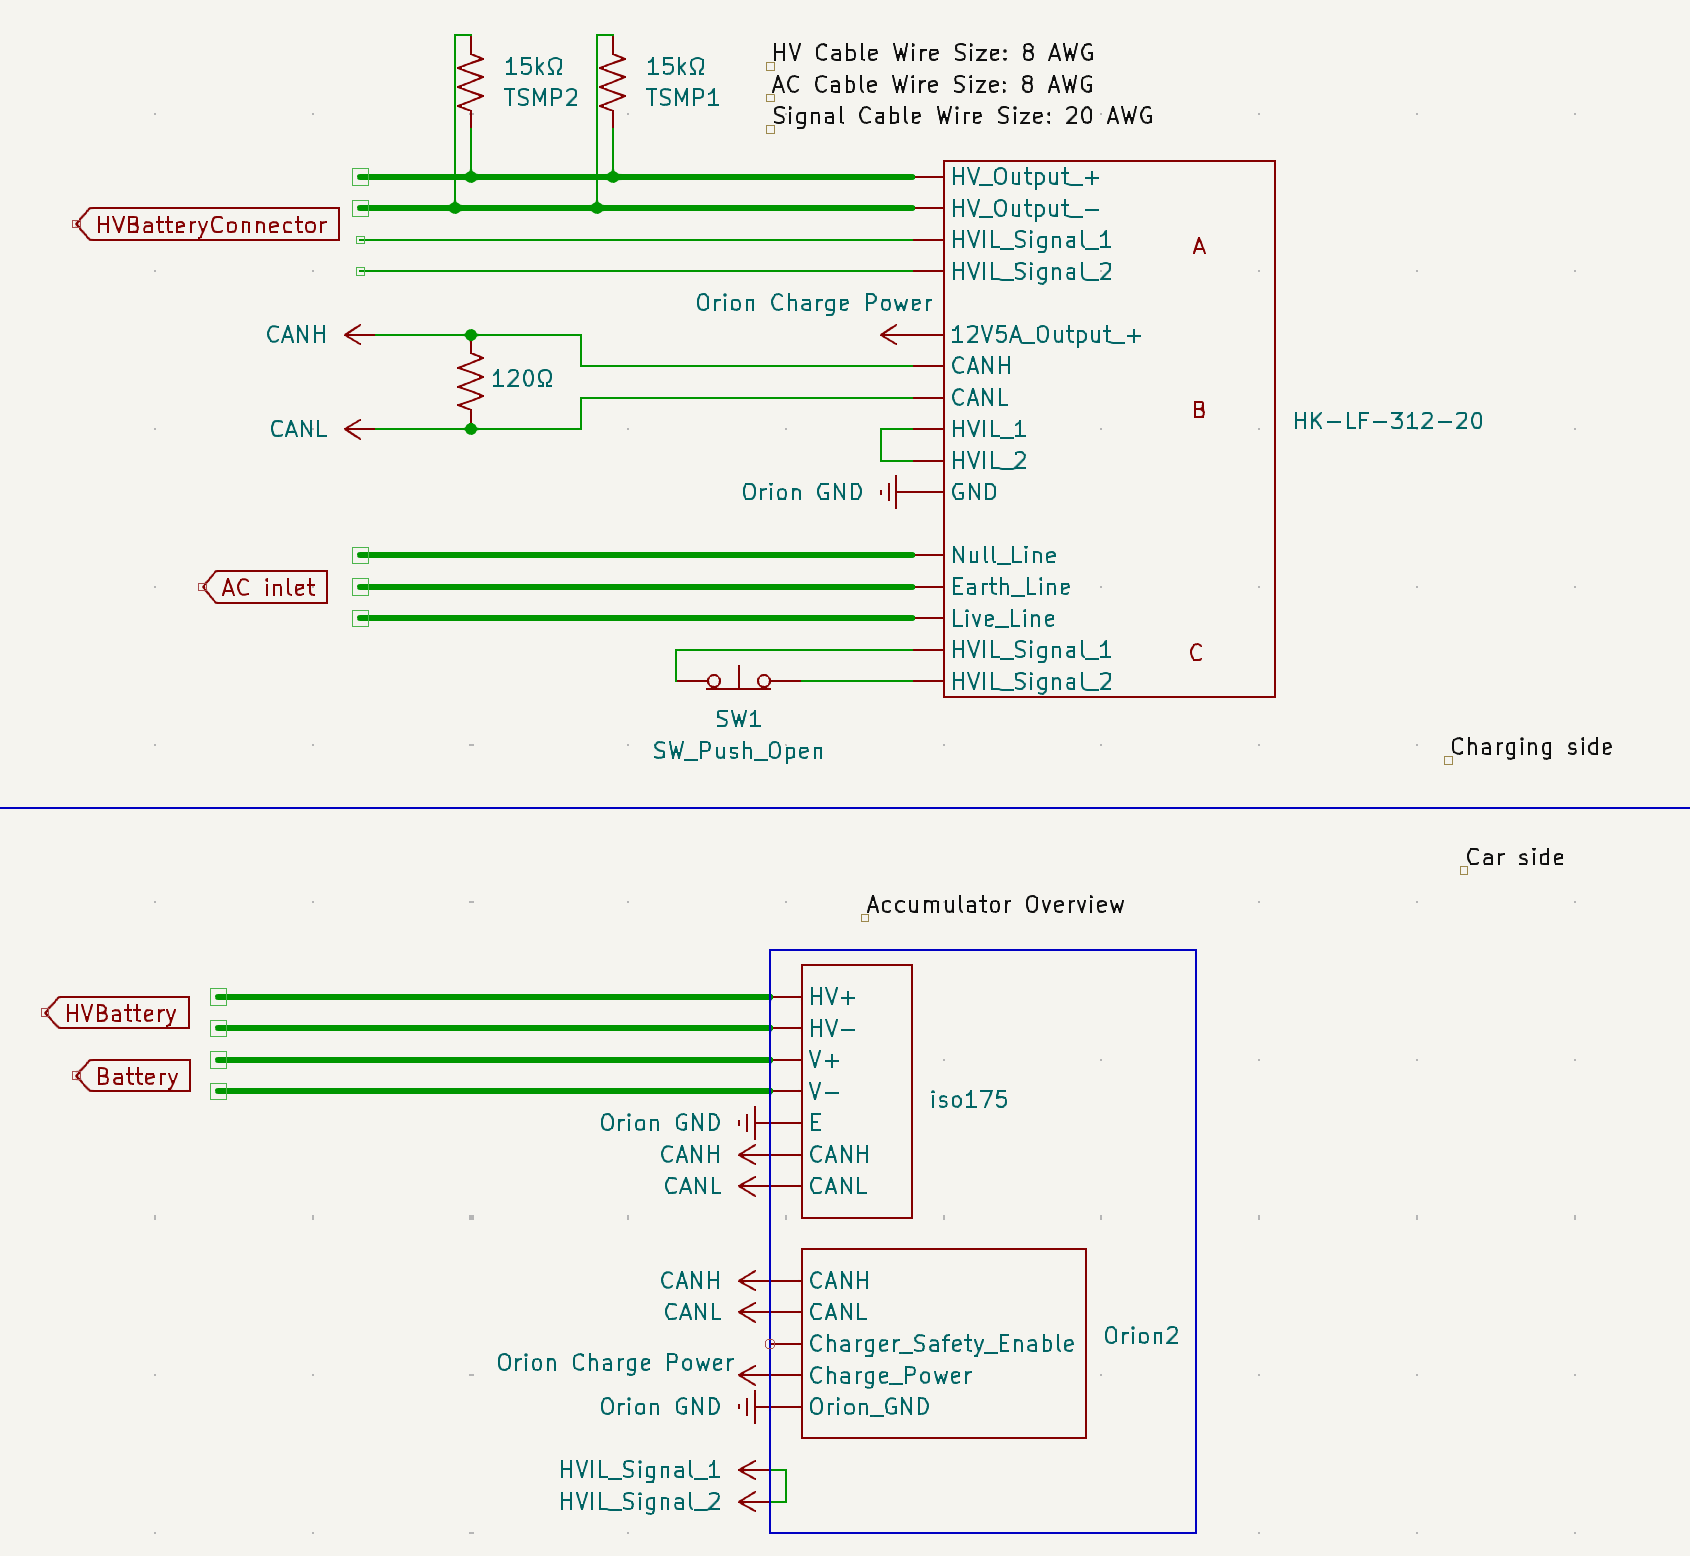 HV Cable Wire Size: 8 AWG
AC Cable Wire Size: 8 AWG
Signal Cable Wire Size: 20 AWG
15kΩ
TSMP2
15kΩ
TSMP1
HVBatteryConnector
HV_Output_+
HV_Output_-
HVIL_Signal_1
HVIL_Signal_2
A
Orion Charge Power
12V5A_Output_+
CANH
CANH
120Ω
CANL
CANL
B
HK-LF-312-20
HVIL_1
HVIL_2
Orion GND
GND
AC inlet
Null_Line
Earth_Line
Live_Line
HVIL_Signal_1
HVIL_Signal_2
C
SW1
SW_Push_Open
Charging side
Car side
Accumulator Overview
HVBattery
Battery
HV+
HV-
V+
V-
iso175
Orion GND
E
CANH
CANH
CANL
CANL
CANH
CANH
CANL
CANL
Charger_Safety_Enable
Orion2
Orion Charge Power
Charge_Power
Orion GND
Orion_GND
HVIL_Signal_1
HVIL_Signal_2